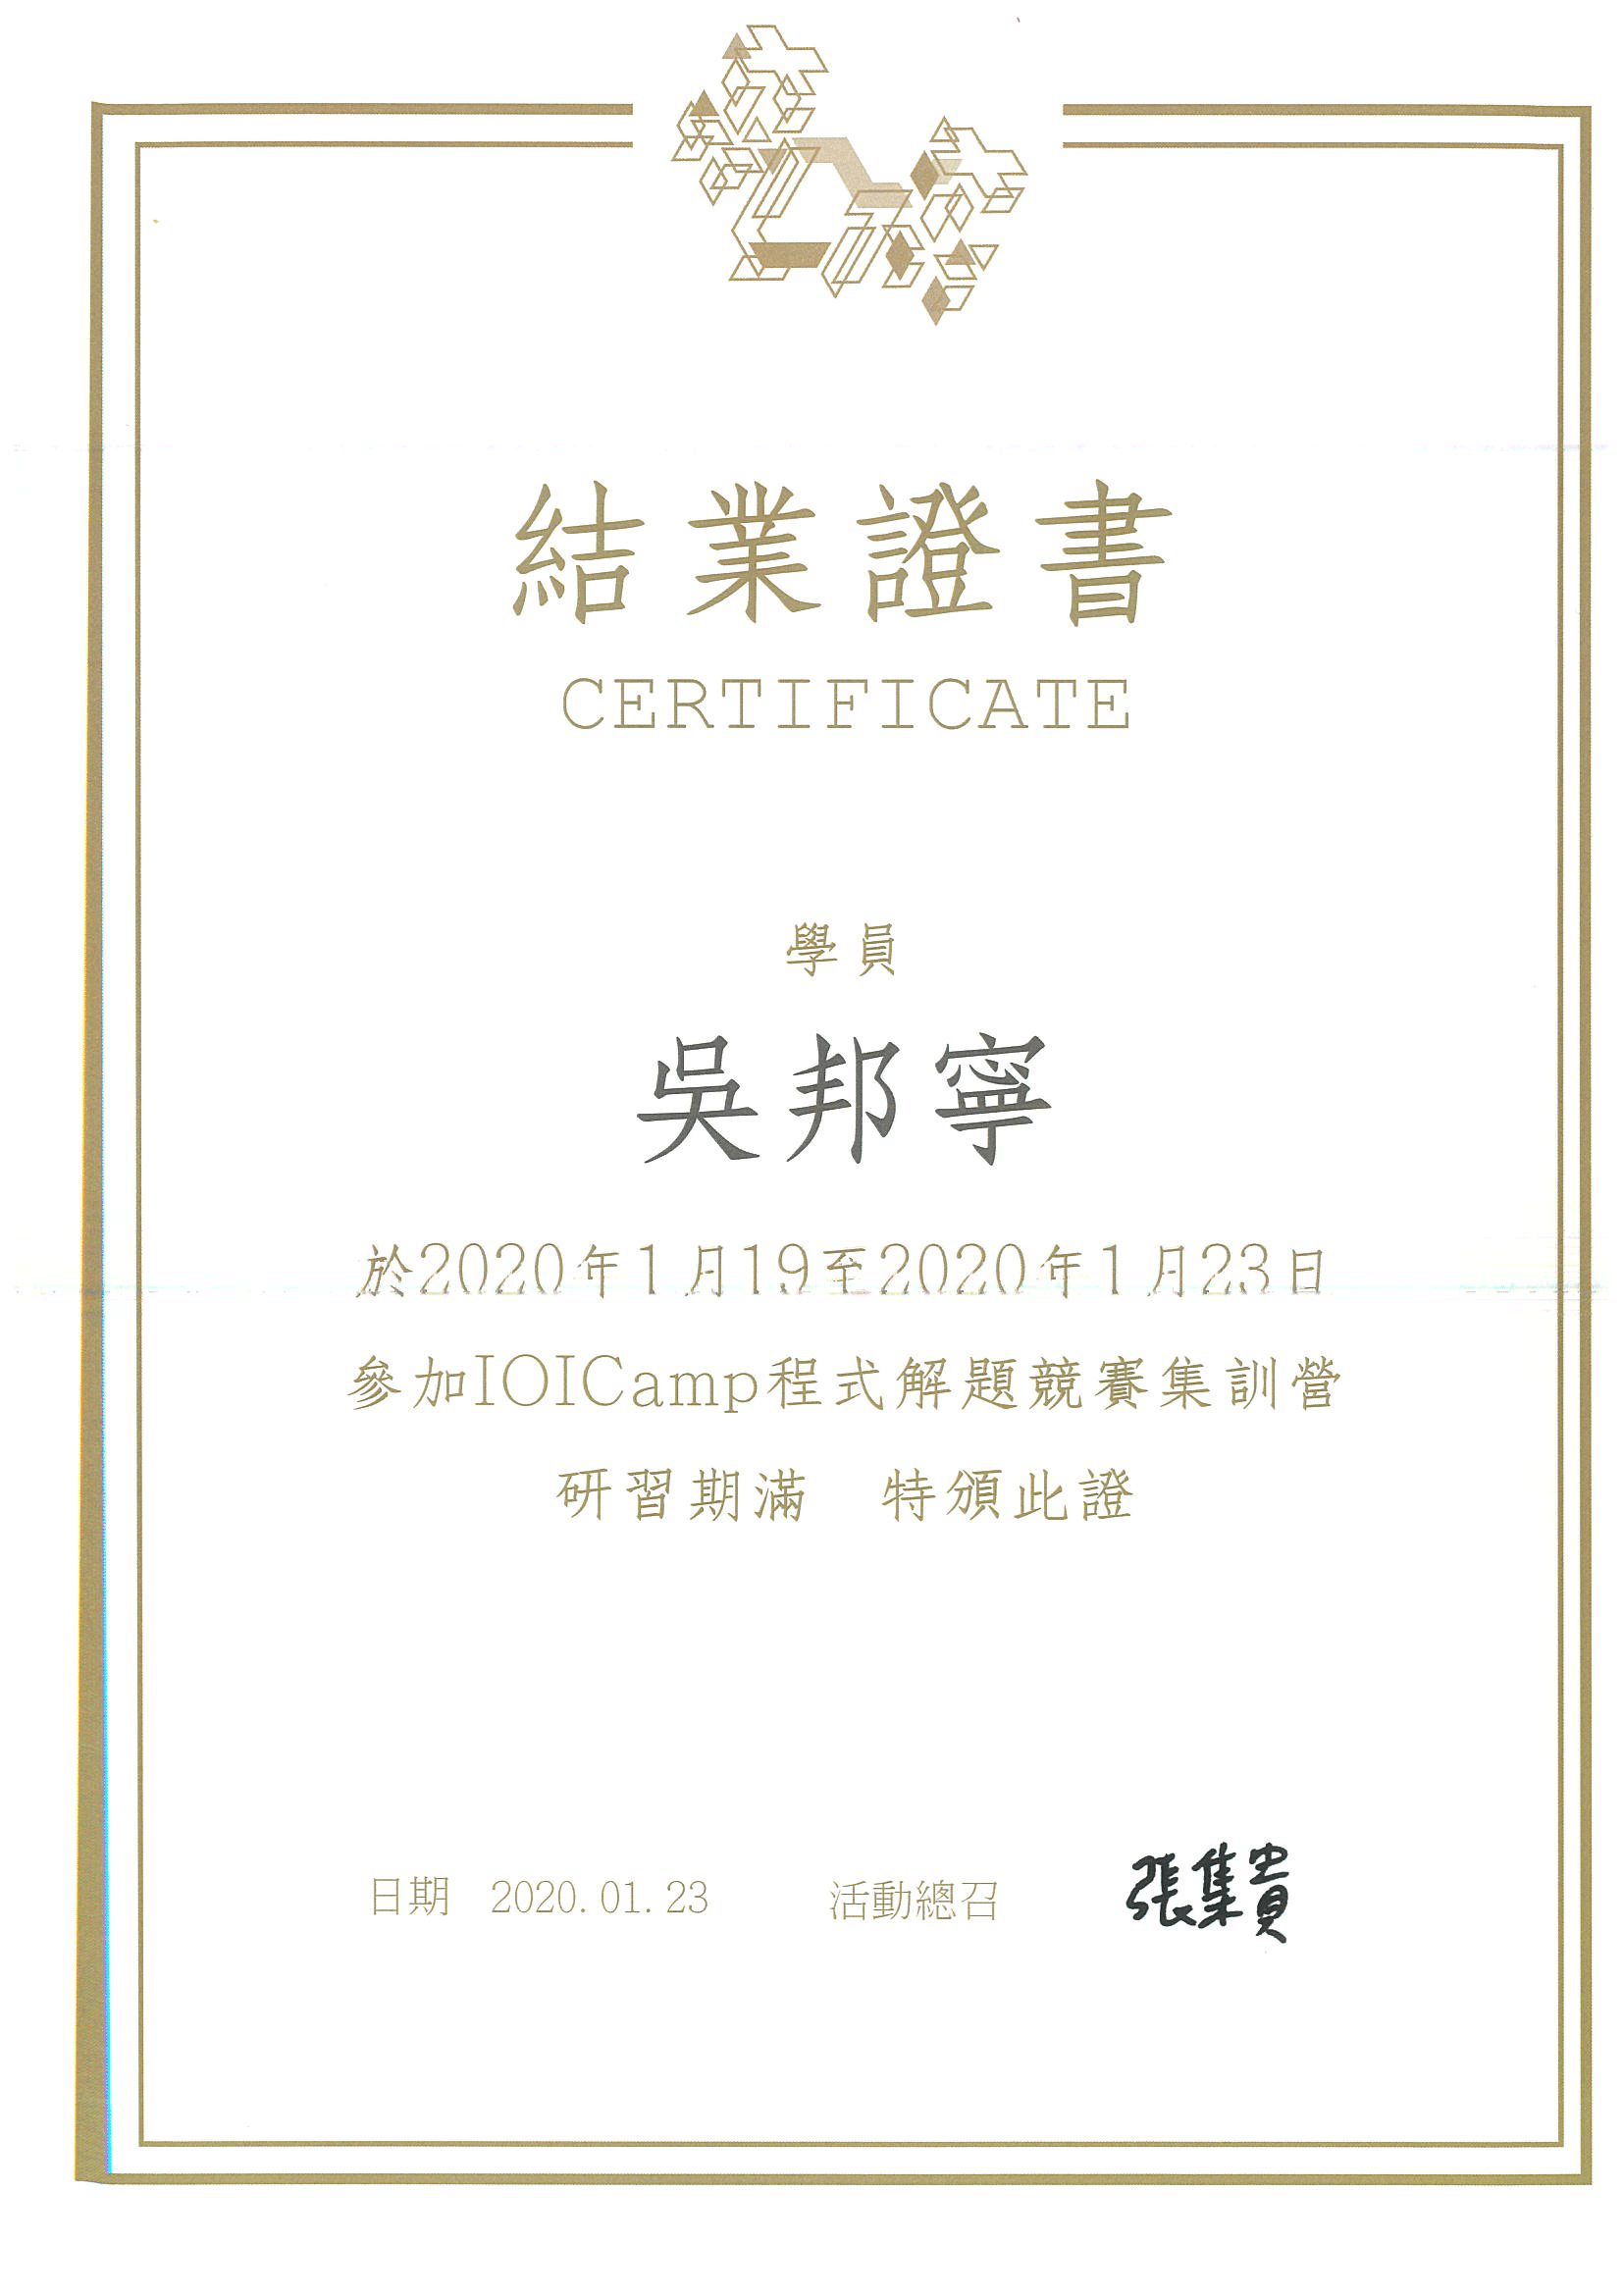 結業證書
CERTIFICATE
學員
吳邦寧
於2020年1月19至2020年1月23日
參加IOICamp程式解題競賽集訓營
研習期滿　特頒此證
日期 2020.01.23 活動總召 張集貴